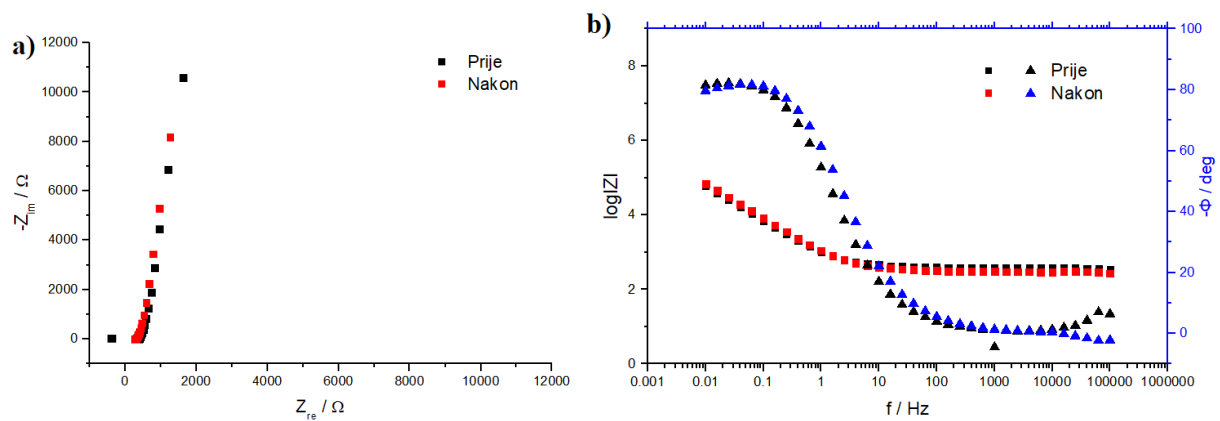 a)
12000
10000
8000
6000
4000
2000
0
-Z_im / Ω
Prije
Nakon
0 2000 4000 6000 8000 10000 12000
Z_re / Ω
b)
8
6
4
2
0
log|Z|
Prije
Nakon
100
80
60
40
20
0
-Φ / deg
0.001 0.01 0.1 1 10 100 1000 10000 100000 1000000
f / Hz